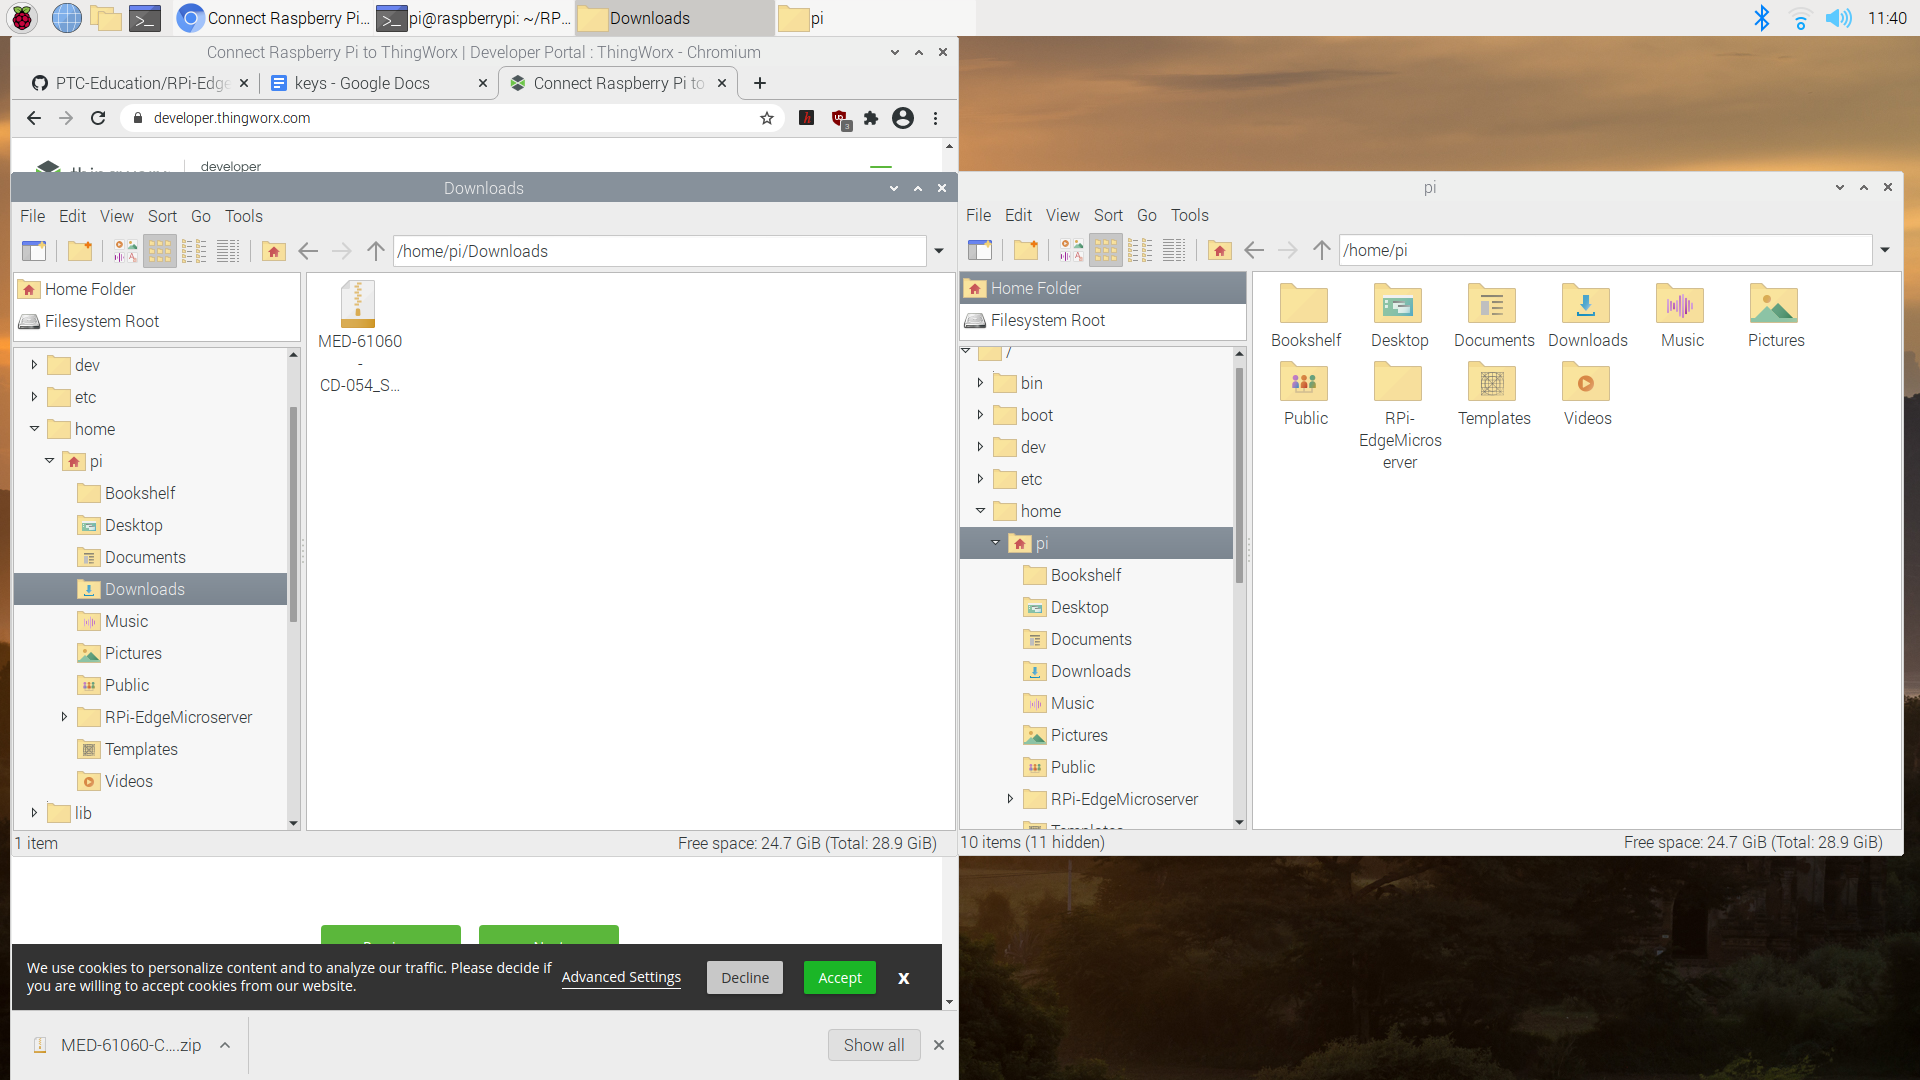 Connect Raspberry Pi...
pi@raspberrypi: ~/RP...
Downloads
pi
11:40
Connect Raspberry Pi to ThingWorx | Developer Portal : ThingWorx - Chromium
PTC-Education/RPi-Edge
keys - Google Docs
Connect Raspberry Pi to
developer.thingworx.com
3
developer
Downloads
File Edit View Sort Go Tools
/home/pi/Downloads
Home Folder
Filesystem Root
dev
etc
home
pi
Bookshelf
Desktop
Documents
Downloads
Music
Pictures
Public
RPi-EdgeMicroserver
Templates
Videos
lib
MED-61060
-
CD-054_S...
1 item
Free space: 24.7 GiB (Total: 28.9 GiB)
pi
File Edit View Sort Go Tools
/home/pi
Home Folder
Filesystem Root
/
bin
boot
dev
etc
home
pi
Bookshelf
Desktop
Documents
Downloads
Music
Pictures
Public
RPi-EdgeMicroserver
Templates
Bookshelf
Desktop
Documents
Downloads
Music
Pictures
Public
RPi-
EdgeMicros
erver
Templates
Videos
10 items (11 hidden)
Free space: 24.7 GiB (Total: 28.9 GiB)
We use cookies to personalize content and to analyze our traffic. Please decide if
you are willing to accept cookies from our website.
Advanced Settings
Decline
Accept
X
MED-61060-C....zip
Show all